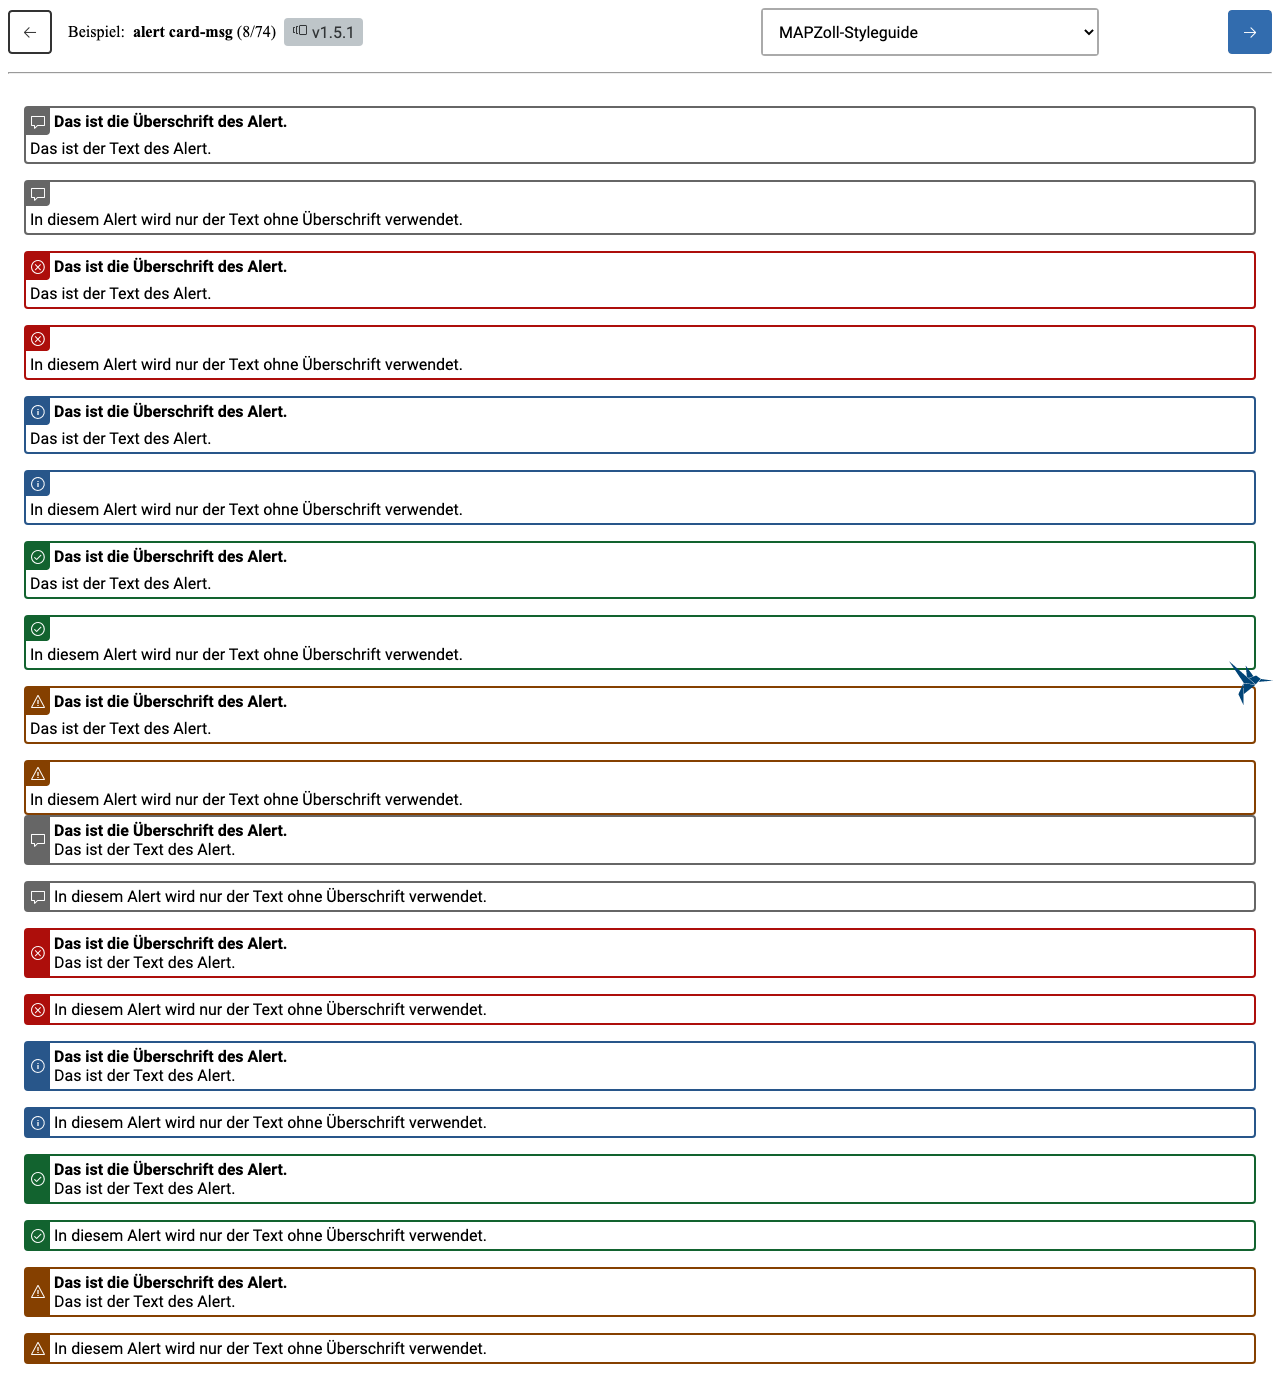 Beispiel: alert card-msg (8/74) v1.5.1 MAPZoll-Styleguide
Das ist die Überschrift des Alert.
Das ist der Text des Alert.
In diesem Alert wird nur der Text ohne Überschrift verwendet.
Das ist die Überschrift des Alert.
Das ist der Text des Alert.
In diesem Alert wird nur der Text ohne Überschrift verwendet.
Das ist die Überschrift des Alert.
Das ist der Text des Alert.
In diesem Alert wird nur der Text ohne Überschrift verwendet.
Das ist die Überschrift des Alert.
Das ist der Text des Alert.
In diesem Alert wird nur der Text ohne Überschrift verwendet.
Das ist die Überschrift des Alert.
Das ist der Text des Alert.
In diesem Alert wird nur der Text ohne Überschrift verwendet.
Das ist die Überschrift des Alert.
Das ist der Text des Alert.
In diesem Alert wird nur der Text ohne Überschrift verwendet.
Das ist die Überschrift des Alert.
Das ist der Text des Alert.
In diesem Alert wird nur der Text ohne Überschrift verwendet.
Das ist die Überschrift des Alert.
Das ist der Text des Alert.
In diesem Alert wird nur der Text ohne Überschrift verwendet.
Das ist die Überschrift des Alert.
Das ist der Text des Alert.
In diesem Alert wird nur der Text ohne Überschrift verwendet.
Das ist die Überschrift des Alert.
Das ist der Text des Alert.
In diesem Alert wird nur der Text ohne Überschrift verwendet.